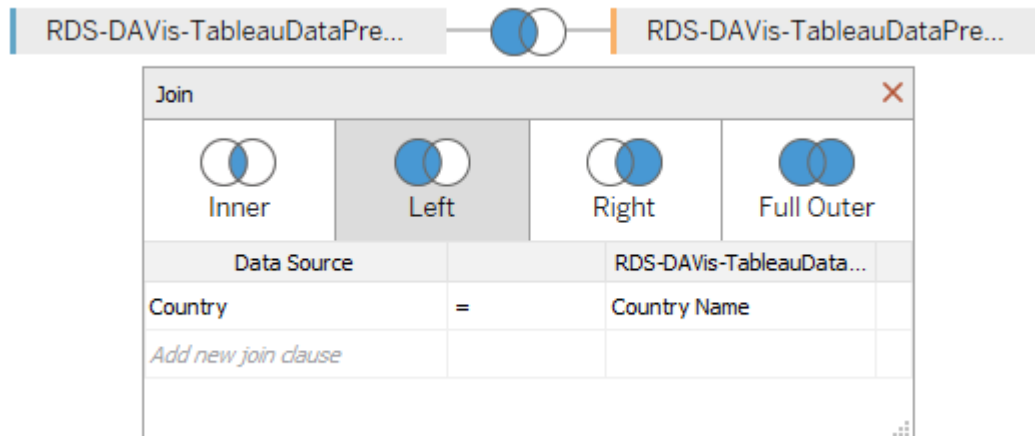 RDS-DAVis-TableauDataPre... RDS-DAVis-TableauDataPre...
Join
Inner Left Right Full Outer
Data Source RDS-DAVis-TableauData...
Country = Country Name
Add new join clause